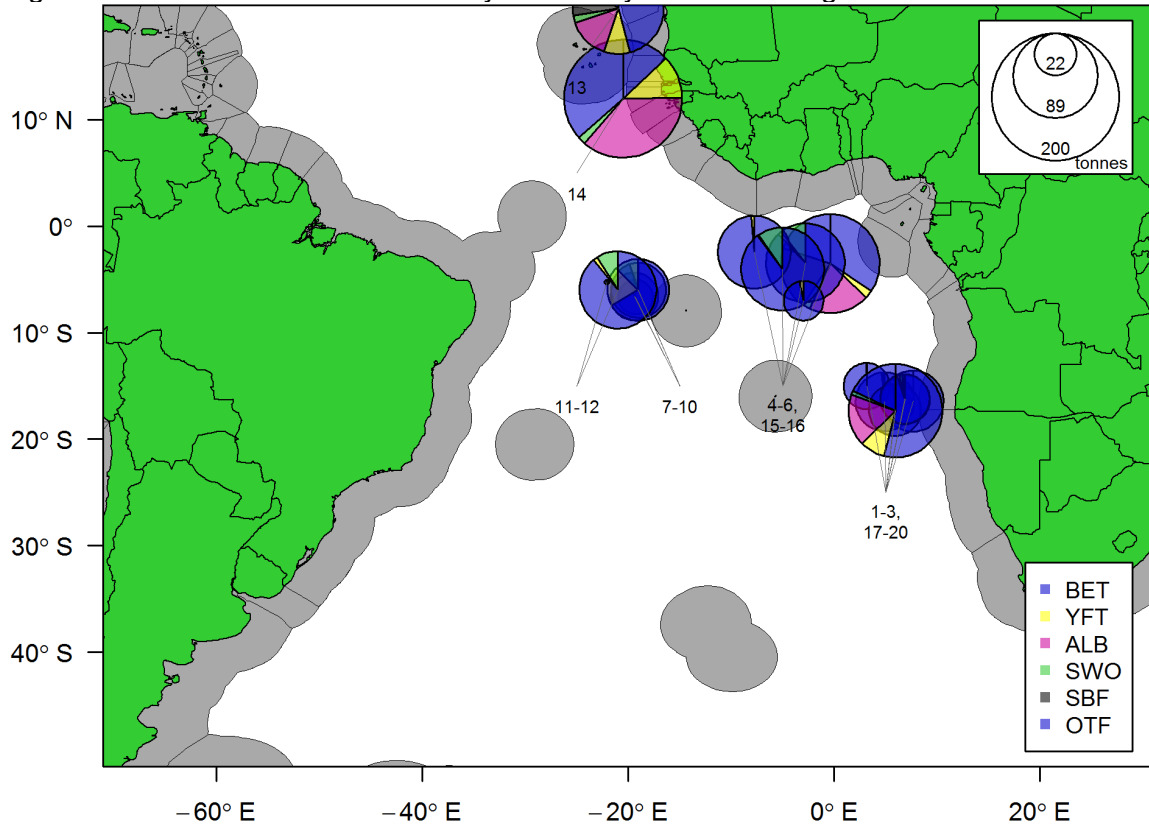 22
89
200
tonnes
13
14
10° N
0°
10° S
20° S
30° S
40° S
11-12
7-10
4-6,
15-16
1-3,
17-20
BET
YFT
ALB
SWO
SBF
OTF
−60° E
−40° E
−20° E
0° E
20° E